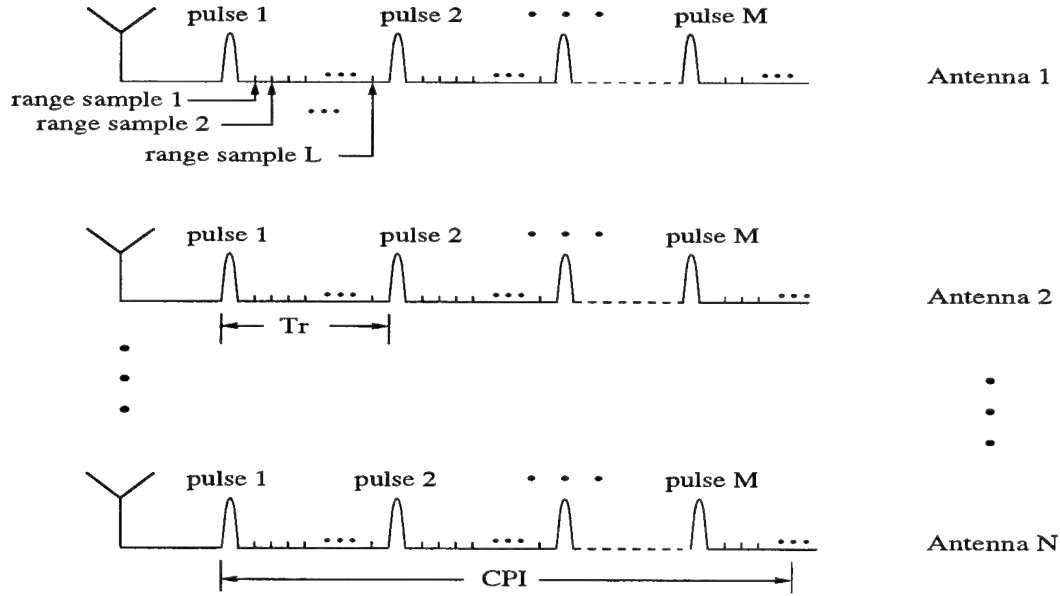 pulse 1 pulse 2 • • • pulse M
• • • • • • • • •
Antenna 1
range sample 1
range sample 2
• • •
range sample L
pulse 1 pulse 2 • • • pulse M
• • • • • • • • •
Antenna 2
Tr
pulse 1 pulse 2 • • • pulse M
• • • • • • • • •
Antenna N
CPI